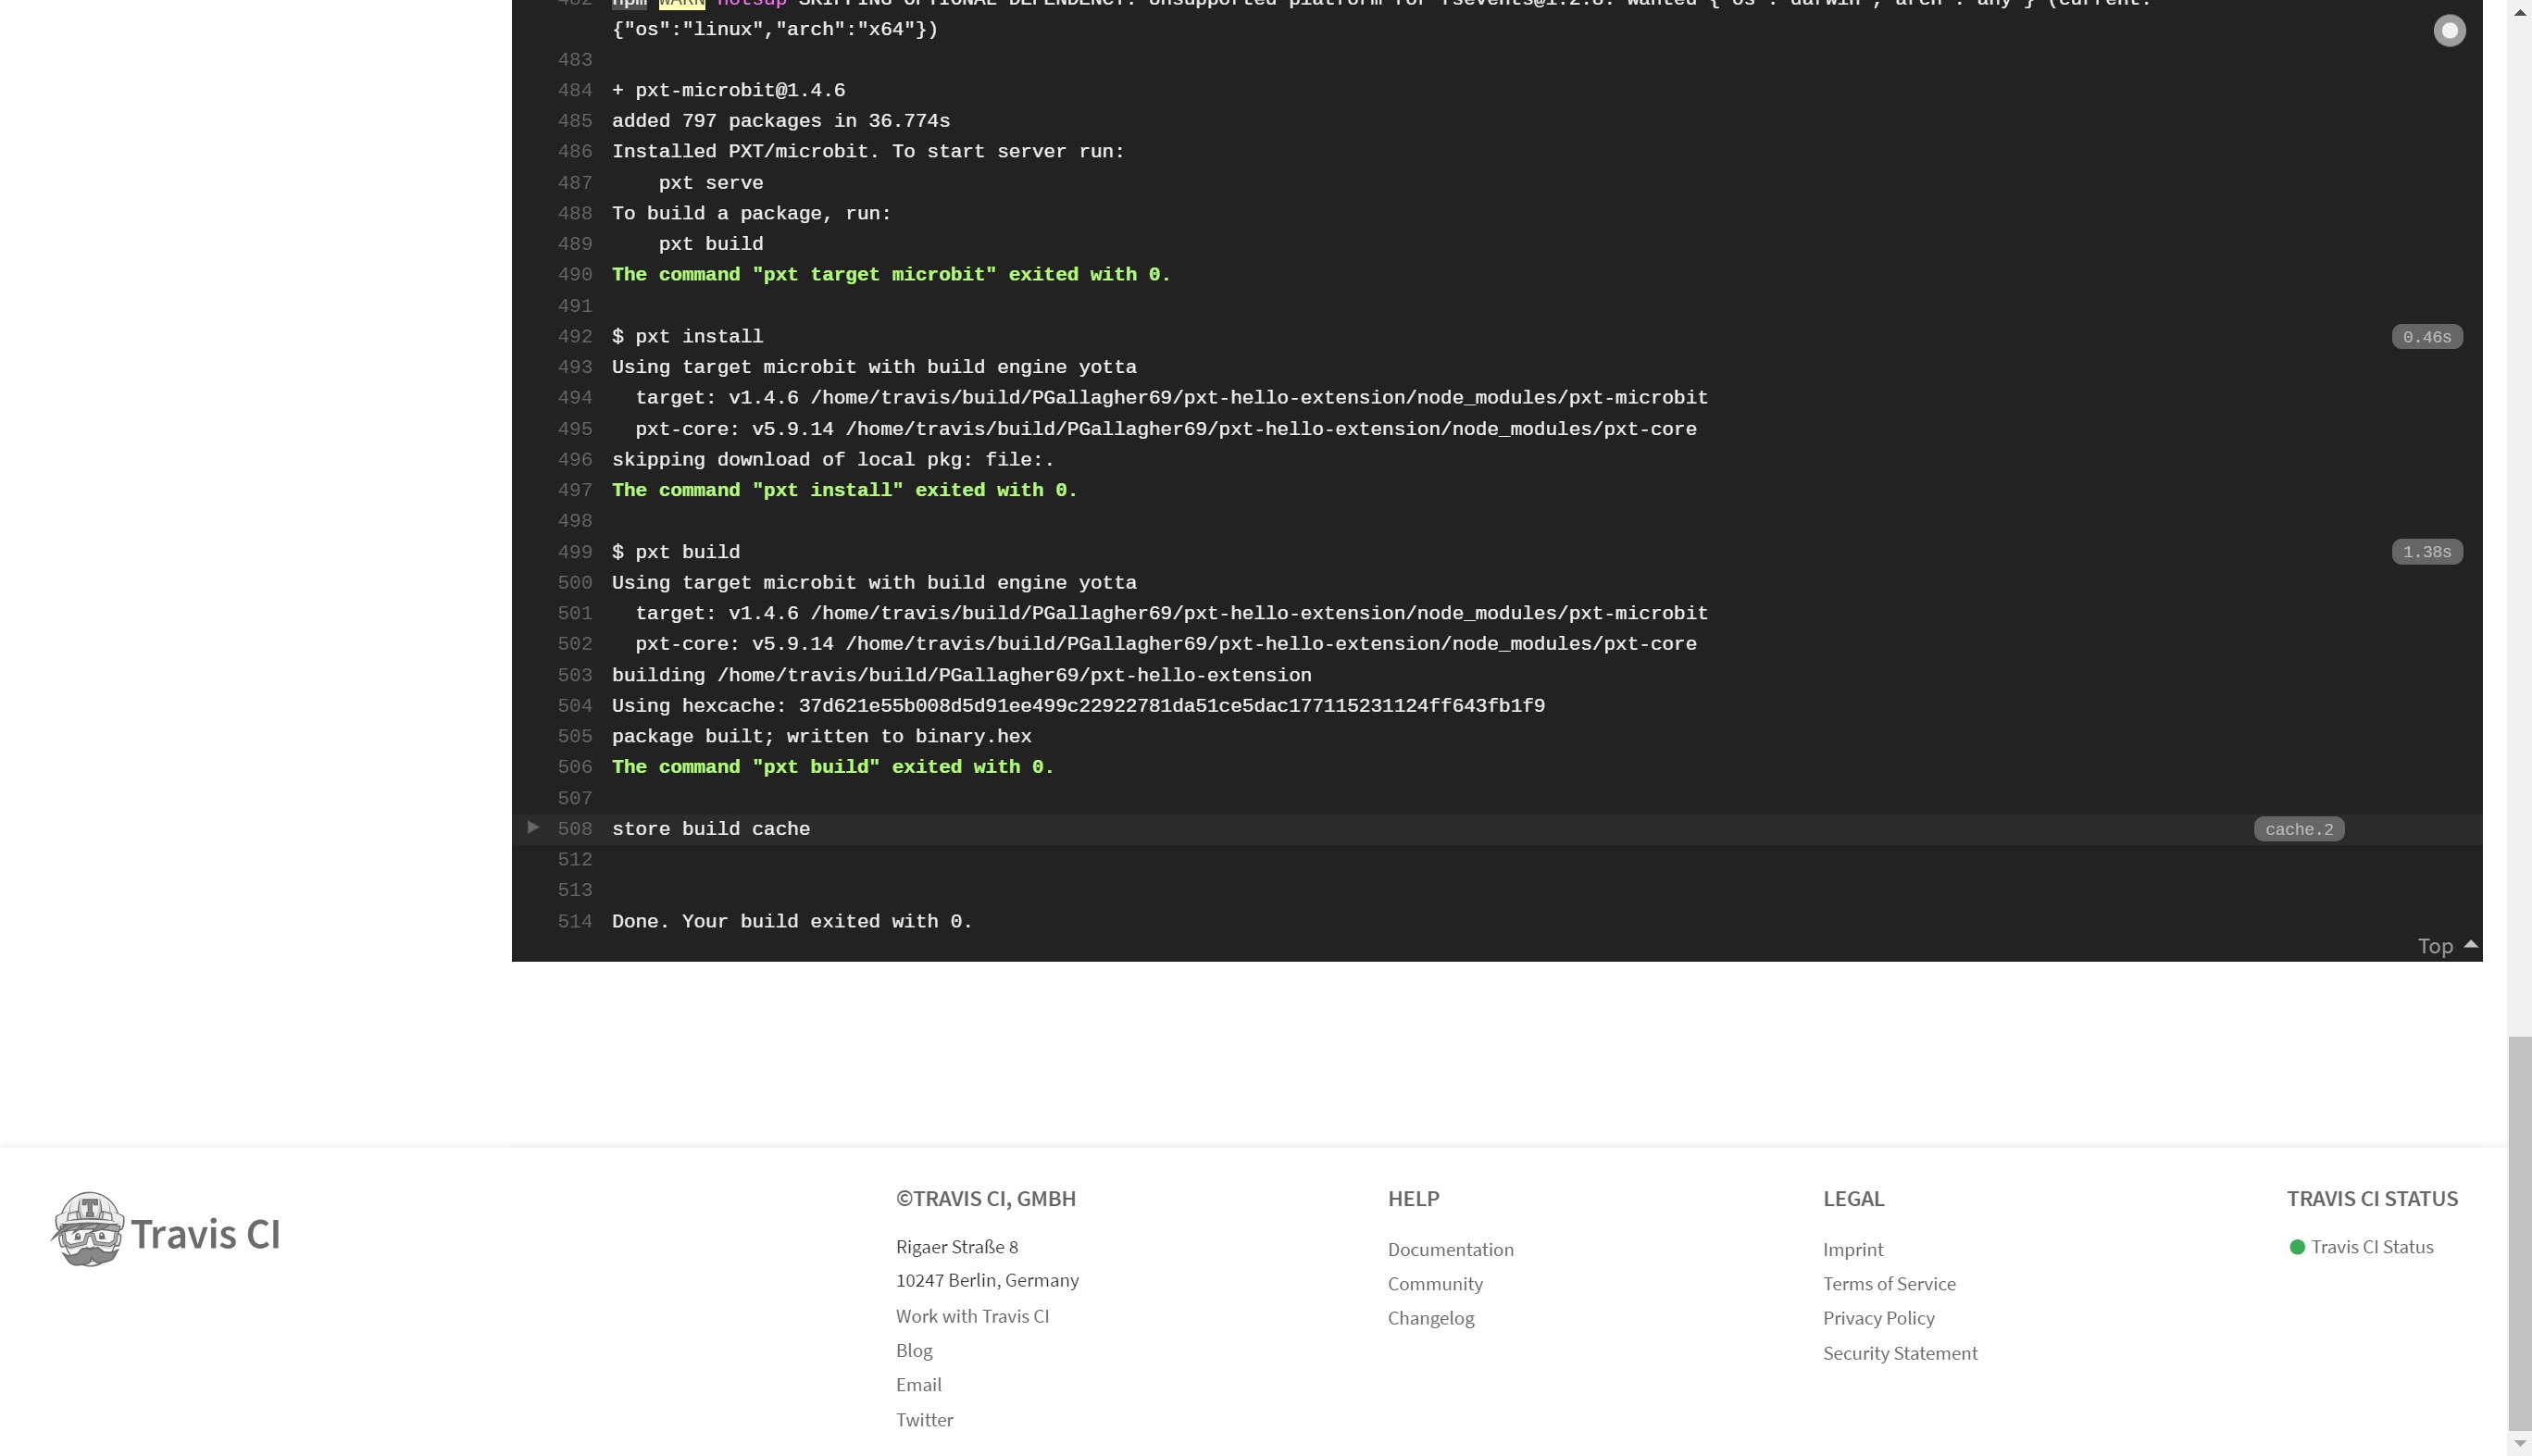 {"os":"linux","arch":"x64"})
483
484 + pxt-microbit@1.4.6
485 added 797 packages in 36.774s
486 Installed PXT/microbit. To start server run:
487 pxt serve
488 To build a package, run:
489 pxt build
490 The command "pxt target microbit" exited with 0.
491
492 $ pxt install 0.46s
493 Using target microbit with build engine yotta
494 target: v1.4.6 /home/travis/build/PGallagher69/pxt-hello-extension/node_modules/pxt-microbit
495 pxt-core: v5.9.14 /home/travis/build/PGallagher69/pxt-hello-extension/node_modules/pxt-core
496 skipping download of local pkg: file:.
497 The command "pxt install" exited with 0.
498
499 $ pxt build 1.38s
500 Using target microbit with build engine yotta
501 target: v1.4.6 /home/travis/build/PGallagher69/pxt-hello-extension/node_modules/pxt-microbit
502 pxt-core: v5.9.14 /home/travis/build/PGallagher69/pxt-hello-extension/node_modules/pxt-core
503 building /home/travis/build/PGallagher69/pxt-hello-extension
504 Using hexcache: 37d621e55b008d5d91ee499c22922781da51ce5dac177115231124ff643fb1f9
505 package built; written to binary.hex
506 The command "pxt build" exited with 0.
507
508 store build cache cache.2
512
513
514 Done. Your build exited with 0.
Top
Travis CI
©TRAVIS CI, GMBH
Rigaer Straße 8
10247 Berlin, Germany
Work with Travis CI
Blog
Email
Twitter
HELP
Documentation
Community
Changelog
LEGAL
Imprint
Terms of Service
Privacy Policy
Security Statement
TRAVIS CI STATUS
Travis CI Status